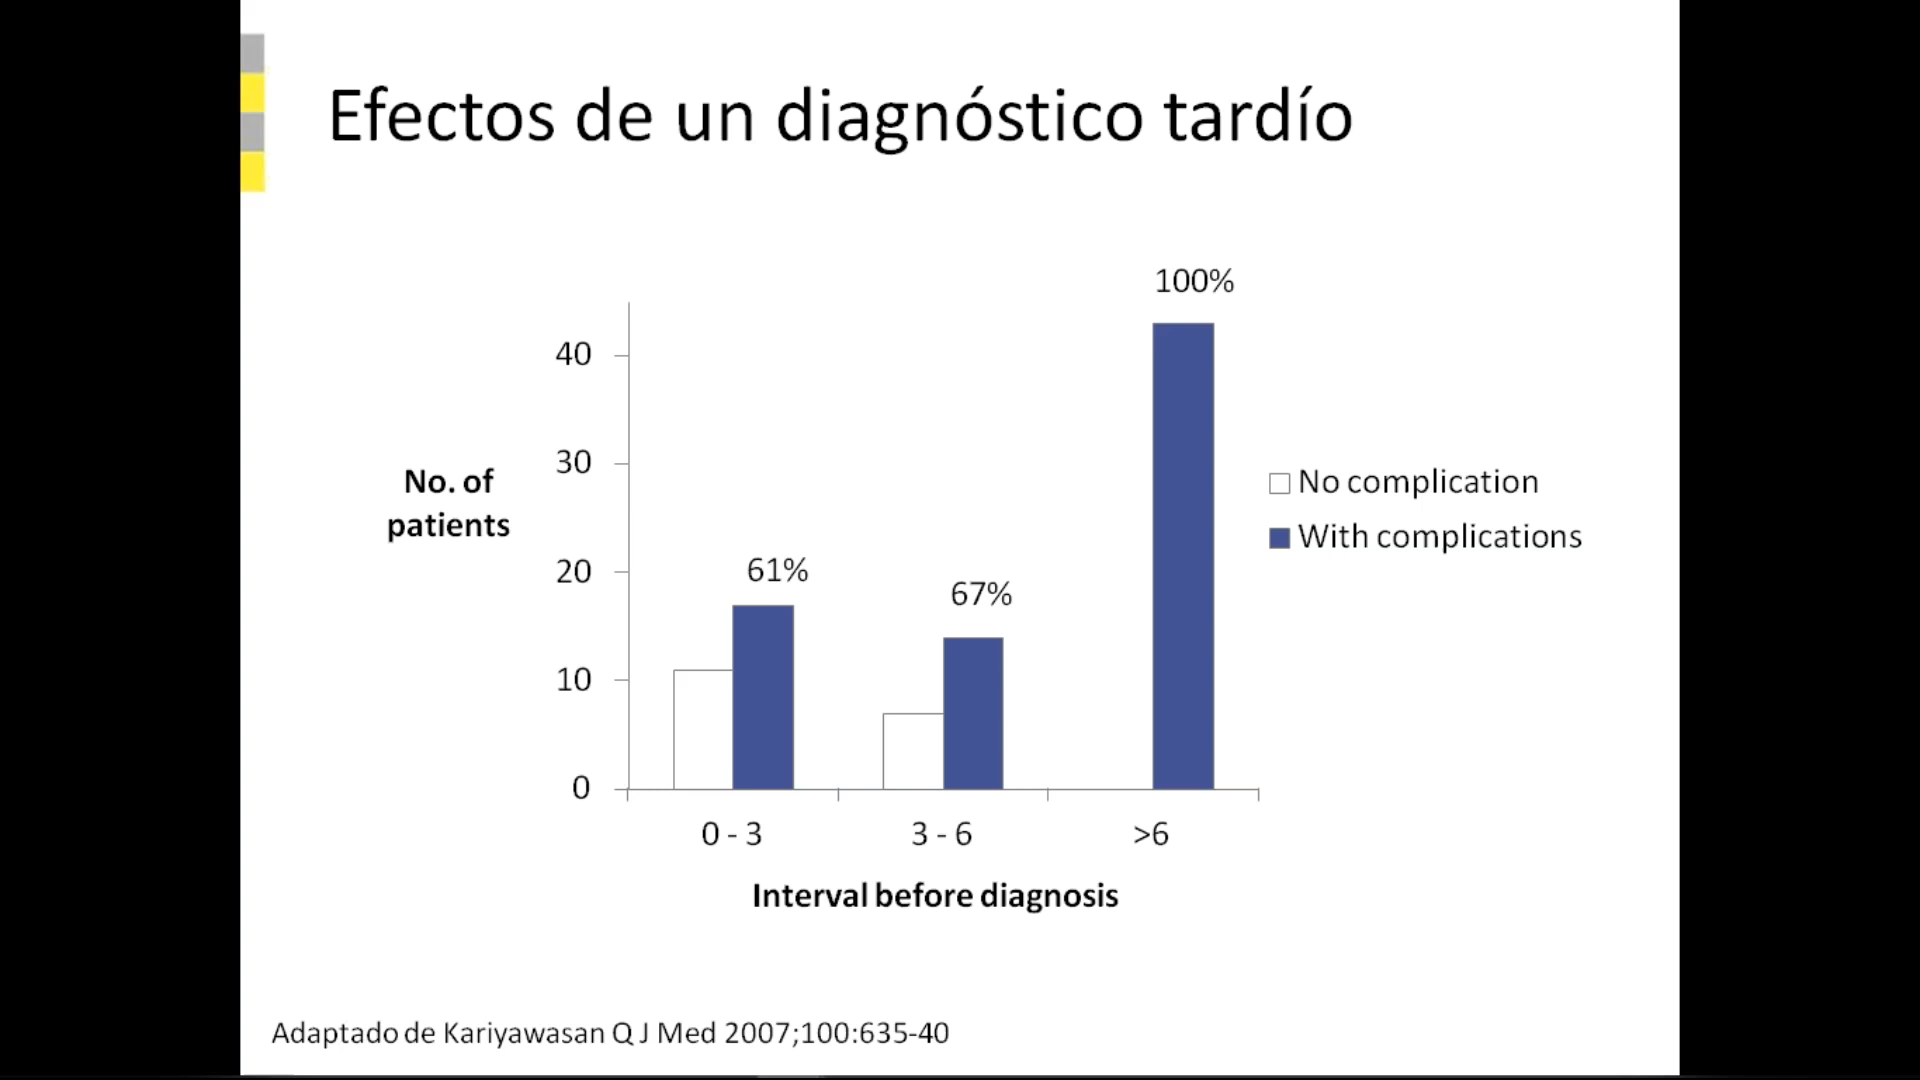 Efectos de un diagnóstico tardío
100%
40
30
No. of
patients
20
10
0
61%
67%
No complication
With complications
0 - 3
3 - 6
>6
Interval before diagnosis
Adaptado de Kariyawasan Q J Med 2007;100:635-40